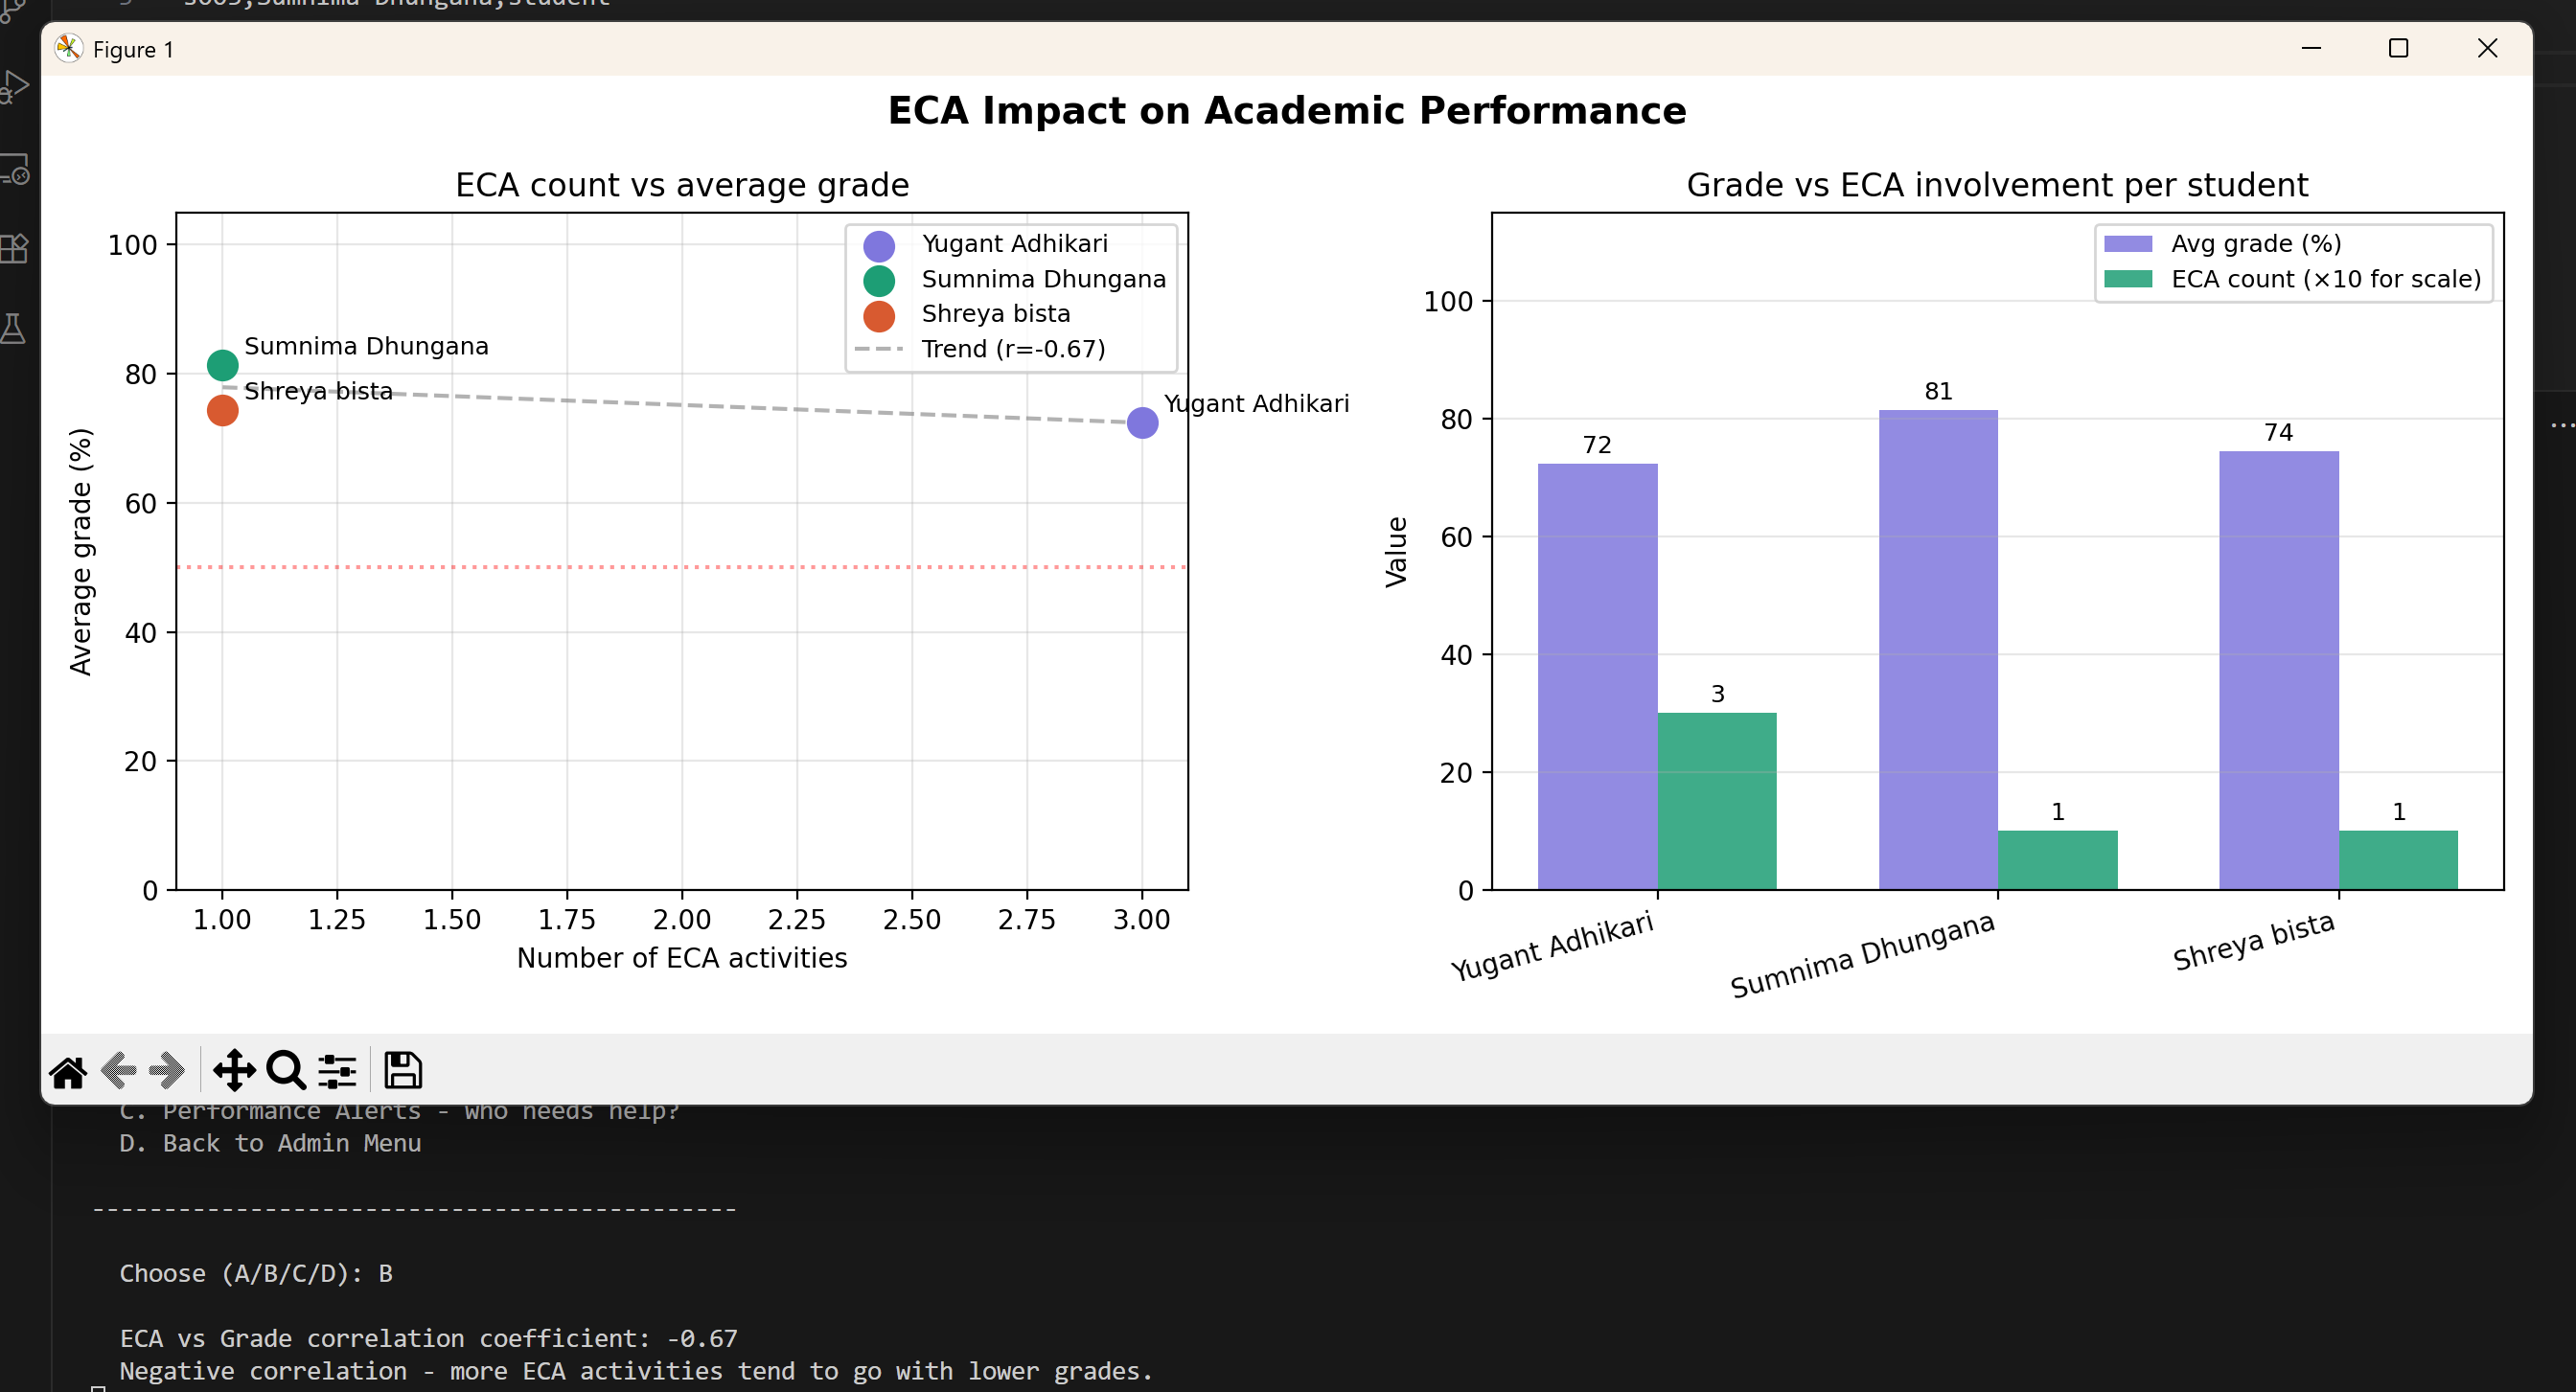 s003,Sumnima Dhungana,student
Figure 1
ECA Impact on Academic Performance
ECA count vs average grade
Average grade (%)
100
80
60
40
20
0
Yugant Adhikari
Sumnima Dhungana
Shreya bista
Trend (r=-0.67)
Sumnima Dhungana
Shreya bista
Yugant Adhikari
1.00 1.25 1.50 1.75 2.00 2.25 2.50 2.75 3.00
Number of ECA activities
Grade vs ECA involvement per student
Value
100
80
60
40
20
0
Avg grade (%)
ECA count (×10 for scale)
72
3
81
1
74
1
Yugant Adhikari
Sumnima Dhungana
Shreya bista
C. Performance Alerts - who needs help?
D. Back to Admin Menu
---------------------------------------------
Choose (A/B/C/D): B
ECA vs Grade correlation coefficient: -0.67
Negative correlation - more ECA activities tend to go with lower grades.